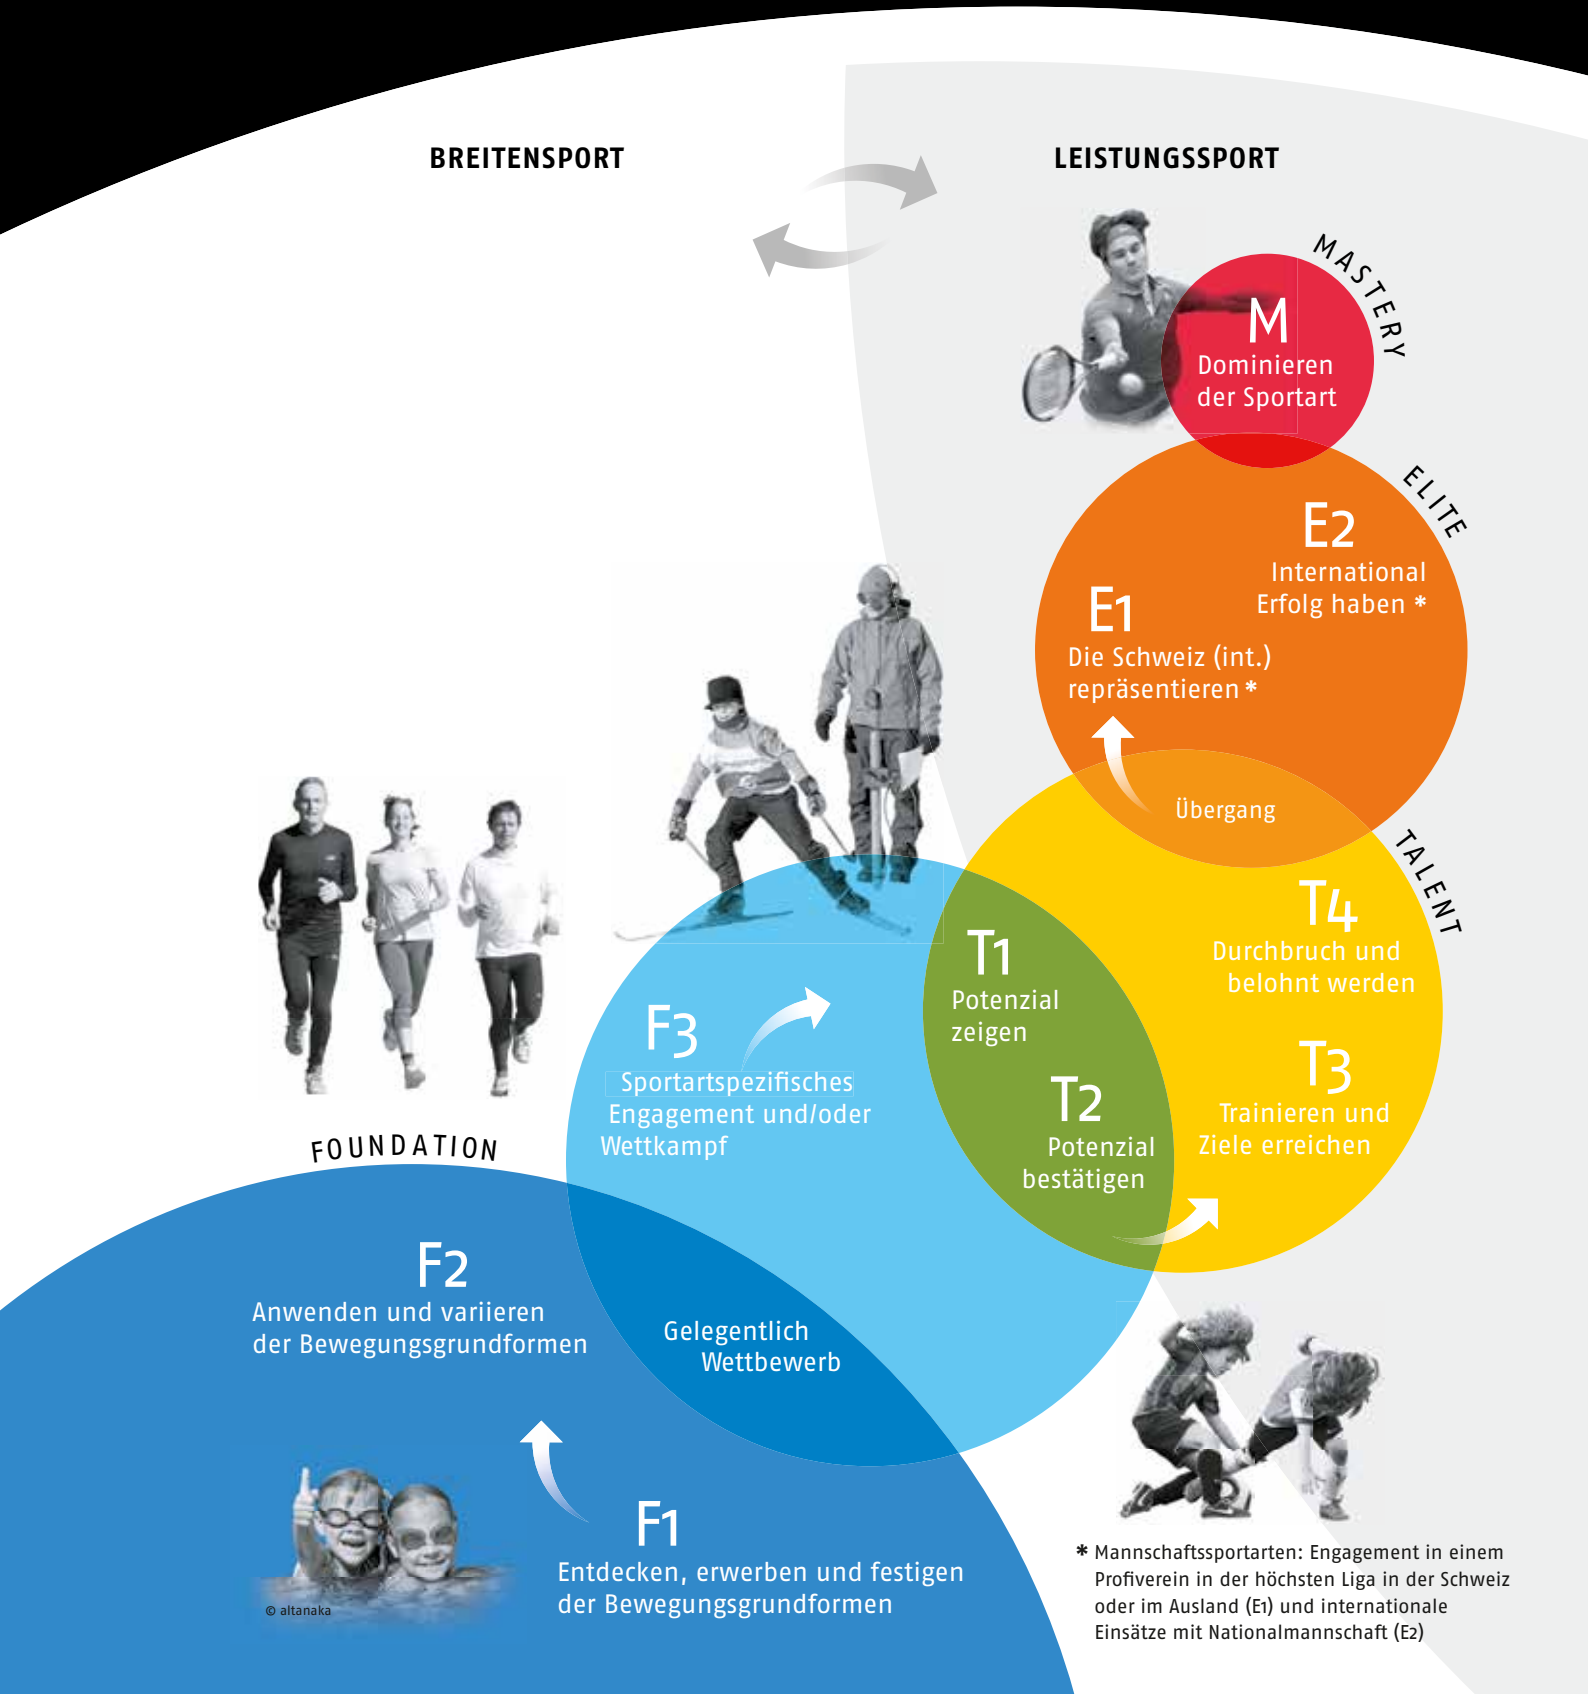 BREITENSPORT
LEISTUNGSSPORT
MASTERY
M
Dominieren
der Sportart
ELITE
E2
International
Erfolg haben *
E1
Die Schweiz (int.)
repräsentieren *
Übergang
TALENT
T4
Durchbruch und
belohnt werden
T1
Potenzial
zeigen
T3
Trainieren und
Ziele erreichen
T2
Potenzial
bestätigen
F3
Sportartspezifisches
Engagement und/oder
Wettkampf
FOUNDATION
F2
Anwenden und variieren
der Bewegungsgrundformen
Gelegentlich
Wettbewerb
F1
Entdecken, erwerben und festigen
der Bewegungsgrundformen
© altanaka
* Mannschaftssportarten: Engagement in einem
Profiverein in der höchsten Liga in der Schweiz
oder im Ausland (E1) und internationale
Einsätze mit Nationalmannschaft (E2)